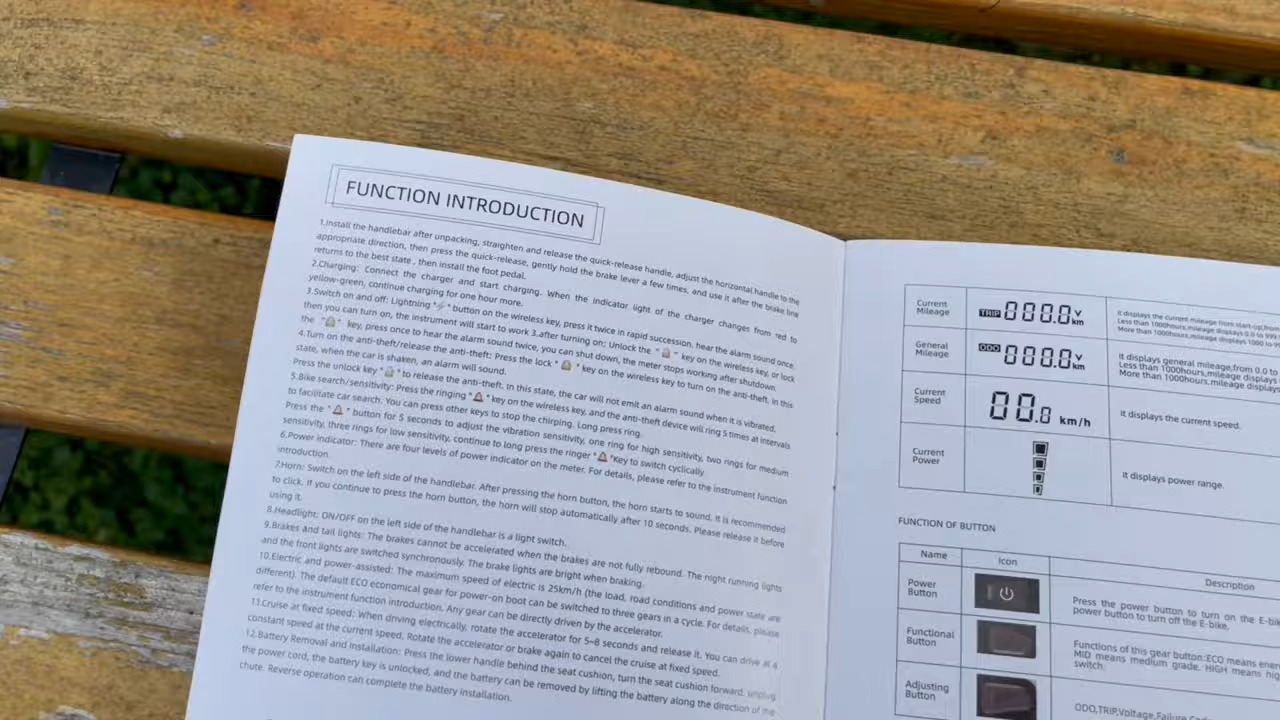 FUNCTION INTRODUCTION
1.Install the handlebar after unpacking, straighten and release the quick-release handle, adjust the horizontal handle to the
appropriate direction, then press the quick-release, gently hold the brake lever a few times, and use it after the brake line
returns to the best state , then install the foot pedal.
2.Charging: Connect the charger and start charging. When the indicator light of the charger changes from red to
yellow-green, continue charging for one hour more.
3.Switch on and off: Lightning "⚡" button on the wireless key, press it twice in rapid succession, hear the alarm sound once,
then you can turn on, the instrument will start to work 3.after turning on; Unlock the " " key on the wireless key, or lock
the " " key, press once to hear the alarm sound twice, you can shut down, the meter stops working after shutdown.
4.Turn on the anti-theft/release the anti-theft: Press the lock " " key on the wireless key to turn on the anti-theft. In this
state, when the car is shaken, an alarm will sound.
Press the unlock key " " to release the anti-theft. In this state, the car will not emit an alarm sound when it is vibrated.
5.Bike search/sensitivity: Press the ringing " " key on the wireless key, and the anti-theft device will ring 5 times at intervals
to facilitate car search. You can press other keys to stop the chirping. Long press ring.
Press the " " button for 5 seconds to adjust the vibration sensitivity, one ring for high sensitivity, two rings for medium
sensitivity, three rings for low sensitivity, continue to long press the ringer " "Key to switch cyclically
6.Power indicator: There are four levels of power indicator on the meter. For details, please refer to the instrument function
introduction.
7.Horn: Switch on the left side of the handlebar. After pressing the horn button, the horn starts to sound, it is recommended
to click. If you continue to press the horn button, the horn will stop automatically after 10 seconds. Please release it before
using it.
8.Headlight: ON/OFF on the left side of the handlebar is a light switch.
9.Brakes and tail lights: The brakes cannot be accelerated when the brakes are not fully rebound. The night running lights
and the front lights are switched synchronously. The brake lights are bright when braking.
10.Electric and power-assisted: The maximum speed of electric is 25km/h (the load, road conditions and power state are
different). The default ECO economical gear for power-on boot can be switched to three gears in a cycle. For details, please
refer to the instrument function introduction. Any gear can be directly driven by the accelerator.
11.Cruise at fixed speed: When driving electrically, rotate the accelerator for 5~8 seconds and release it. You can drive at a
constant speed at the current speed. Rotate the accelerator or brake again to cancel the cruise at fixed speed.
12.Battery Removal and Installation: Press the lower handle behind the seat cushion, turn the seat cushion forward, unplug
the power cord, the battery key is unlocked, and the battery can be removed by lifting the battery along the direction of the
chute. Reverse operation can complete the battery installation.
Current
Mileage
TRIP 888.8 km
It displays the current mileage from start-up,from
Less than 1000hours,mileage displays 0.0 to 999
More than 1000hours,mileage displays 1000 to
General
Mileage
ODO 888.8 km
It displays general mileage,from 0.0 to
Less than 1000hours,mileage displays
More than 1000hours,mileage displays
Current
Speed
00.0 km/h
It displays the current speed.
Current
Power
It displays power range.
FUNCTION OF BUTTON
Name Icon Description
Power
Button
Press the power button to turn on the E-bik
power button to turn off the E-bike.
Functional
Button
Functions of this gear button:ECO means ener
MID means medium grade. HIGH means hig
switch.
Adjusting
Button
ODO,TRIP,Voltage,Failure